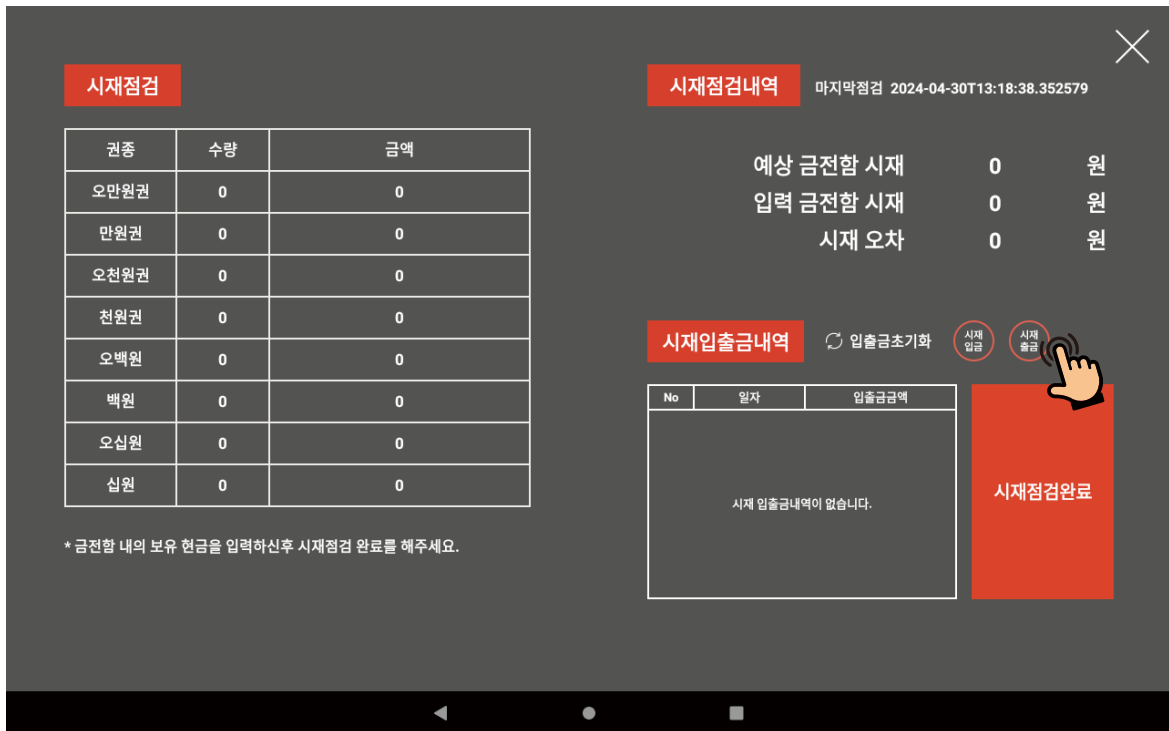 시재점검
권종 수량 금액
오만원권 0 0
만원권 0 0
오천원권 0 0
천원권 0 0
오백원 0 0
백원 0 0
오십원 0 0
십원 0 0
* 금전함 내의 보유 현금을 입력하신후 시재점검 완료를 해주세요.
시재점검내역 마지막점검 2024-04-30T13:18:38.352579
예상 금전함 시재 0 원
입력 금전함 시재 0 원
시재 오차 0 원
시재입출금내역 입출금초기화
시재
입금
시재
출금
No 일자 입출금금액
시재 입출금내역이 없습니다.
시재점검완료